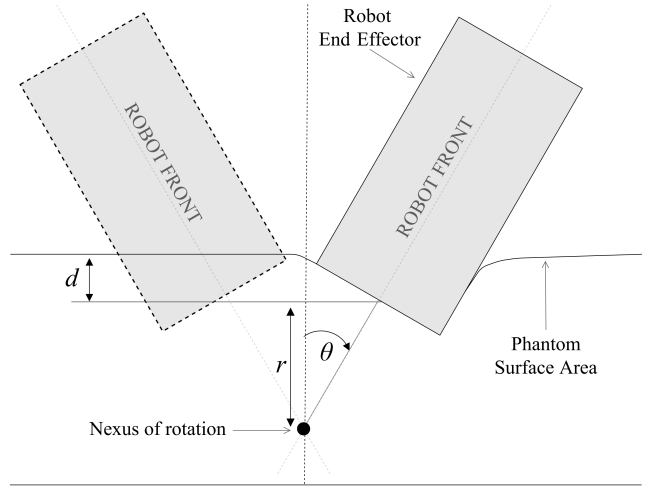 Robot
End Effector
ROBOT FRONT
ROBOT FRONT
d
r
θ
Phantom
Surface Area
Nexus of rotation